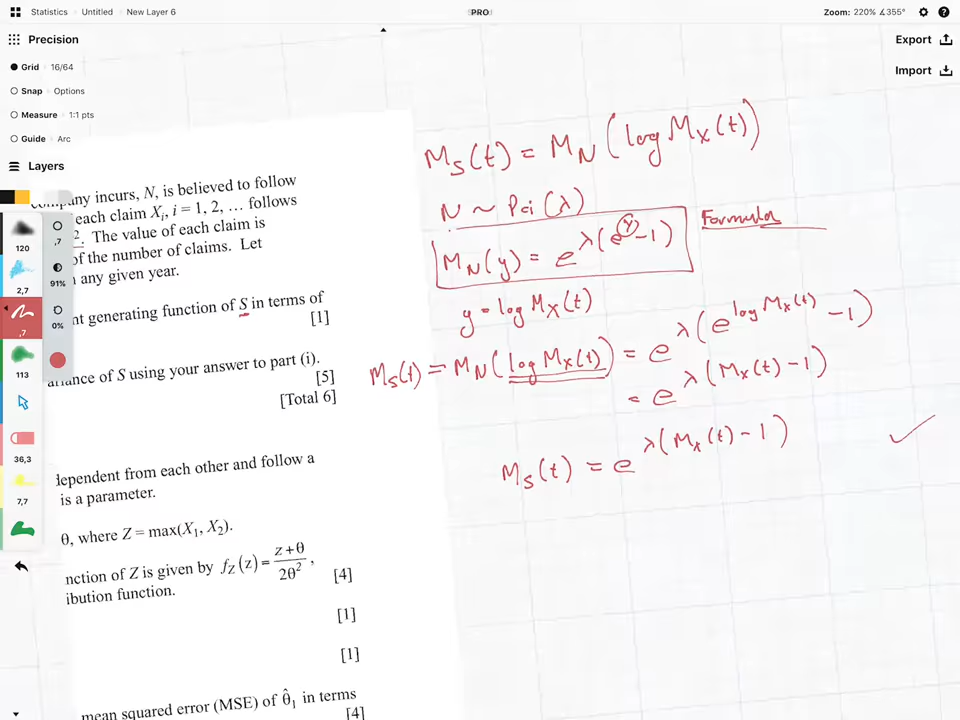 Statistics › Untitled › New Layer 6
PRO
Zoom: 220% ∡355°
Precision
Export
Grid › 16/64
Import
Snap › Options
Measure › 1:1 pts
Guide › Arc
Layers
company incurs, N, is believed to follow
each claim Xi, i = 1, 2, … follows
2. The value of each claim is
of the number of claims. Let
any given year.
nt generating function of S in terms of
[1]
ariance of S using your answer to part (i).
[5]
[Total 6]
dependent from each other and follow a
is a parameter.
θ, where Z = max(X1, X2).
nction of Z is given by fZ(z) = (z+θ)/(2θ²),
[4]
ibution function.
[1]
[1]
mean squared error (MSE) of θ̂1 in terms
[4]
120
,7
2,7
91%
,7
0%
113
36,3
7,7
MS(t) = MN(log MX(t))
N ~ Poi(λ)
Formula
MN(y) = e^λ(e^y − 1)
y = log MX(t)
MS(t) = MN(log MX(t)) = e^λ(e^log MX(t) − 1)
= e^λ(MX(t) − 1)
MS(t) = e^λ(MX(t) − 1) ✓